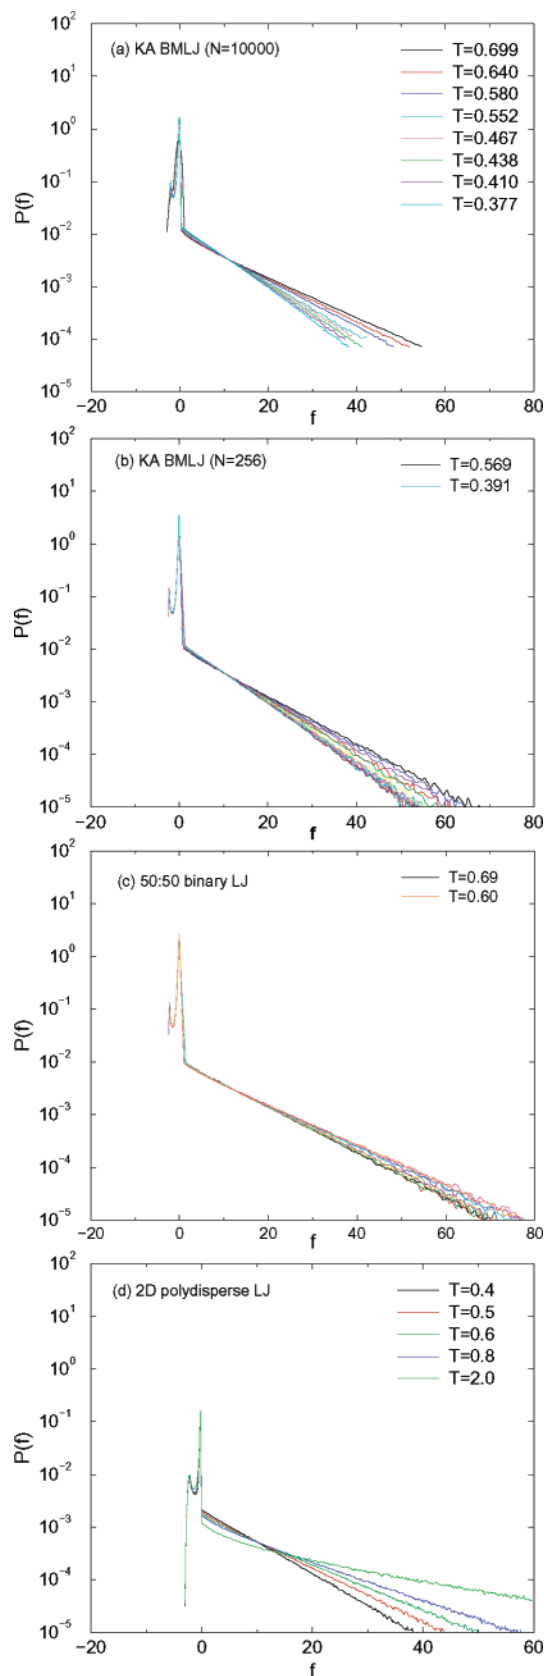 10²
(a) KA BMLJ (N=10000)
T=0.699
10¹
T=0.640
T=0.580
T=0.552
10⁰
T=0.467
T=0.438
10⁻¹
T=0.410
T=0.377
P(f)
10⁻²
10⁻³
10⁻⁴
10⁻⁵
−20 0 20 40 60 80
f
10²
(b) KA BMLJ (N=256)
T=0.569
T=0.391
10¹
10⁰
10⁻¹
P(f)
10⁻²
10⁻³
10⁻⁴
10⁻⁵
−20 0 20 40 60 80
f
10²
(c) 50:50 binary LJ
T=0.69
T=0.60
10¹
10⁰
10⁻¹
P(f)
10⁻²
10⁻³
10⁻⁴
10⁻⁵
−20 0 20 40 60 80
f
10²
(d) 2D polydisperse LJ
T=0.4
10¹
T=0.5
T=0.6
T=0.8
10⁰
T=2.0
10⁻¹
P(f)
10⁻²
10⁻³
10⁻⁴
10⁻⁵
−20 0 20 40 60
f